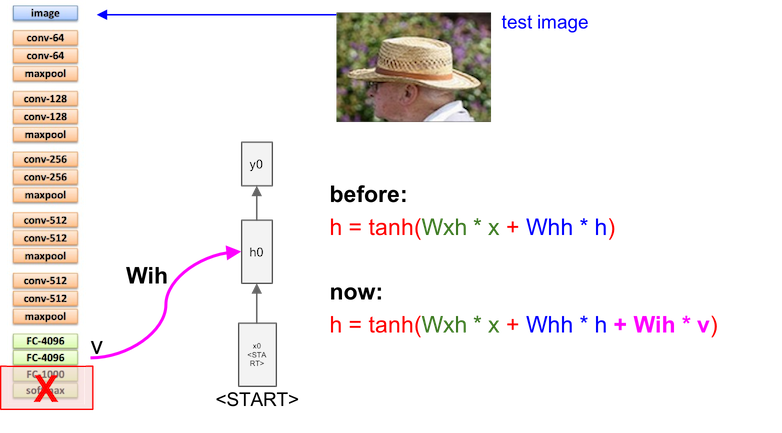 image
test image
conv-64
conv-64
maxpool
conv-128
conv-128
maxpool
conv-256
conv-256
maxpool
conv-512
conv-512
maxpool
conv-512
conv-512
maxpool
FC-4096
FC-4096
FC-1000
softmax
X
v
Wih
y0
h0
x0
<STA
RT>
<START>
before:
h = tanh(Wxh * x + Whh * h)
now:
h = tanh(Wxh * x + Whh * h + Wih * v)